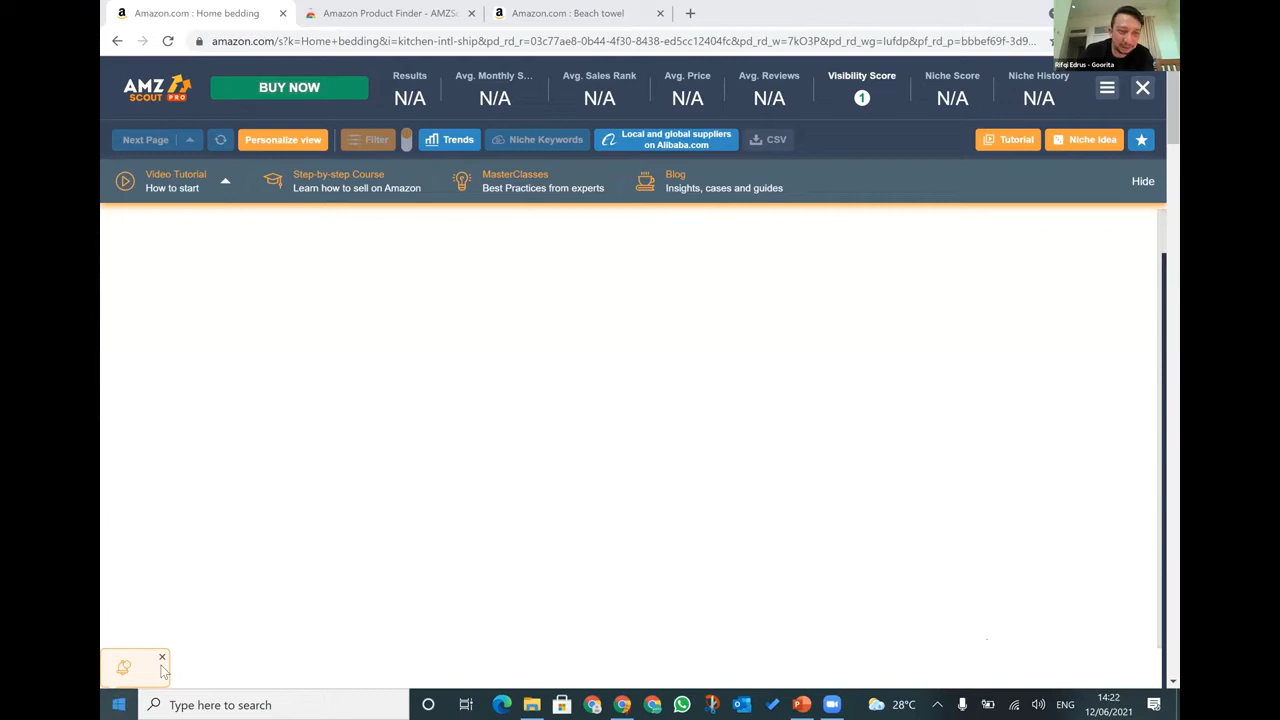 Amazon.com : Home bedding
Amazon Product Finder - AMZSc
Amazon.com : Beach towel
amazon.com/s?k=Home+bedding&i=kitchen-intl-ship&pd_rd_r=03c77ae8-0b44-4f30-8438-ed5cc12404fc&pd_rd_w=7kO3P&pd_rd_wg=lufdp&pf_rd_p=bbbef69f-3d9...
Rifqi Edrus - Goorita
AMZ
SCOUT PRO
BUY NOW
Results
N/A
Avg. Monthly S...
N/A
Avg. Sales Rank
N/A
Avg. Price
N/A
Avg. Reviews
N/A
Visibility Score
1
Niche Score
N/A
Niche History
N/A
Next Page
Personalize view
Filter
Trends
Niche Keywords
Local and global suppliers
on Alibaba.com
CSV
Tutorial
Niche Idea
Video Tutorial
How to start
Step-by-step Course
Learn how to sell on Amazon
MasterClasses
Best Practices from experts
Blog
Insights, cases and guides
Hide
Type here to search
28°C
ENG
14:22
12/06/2021